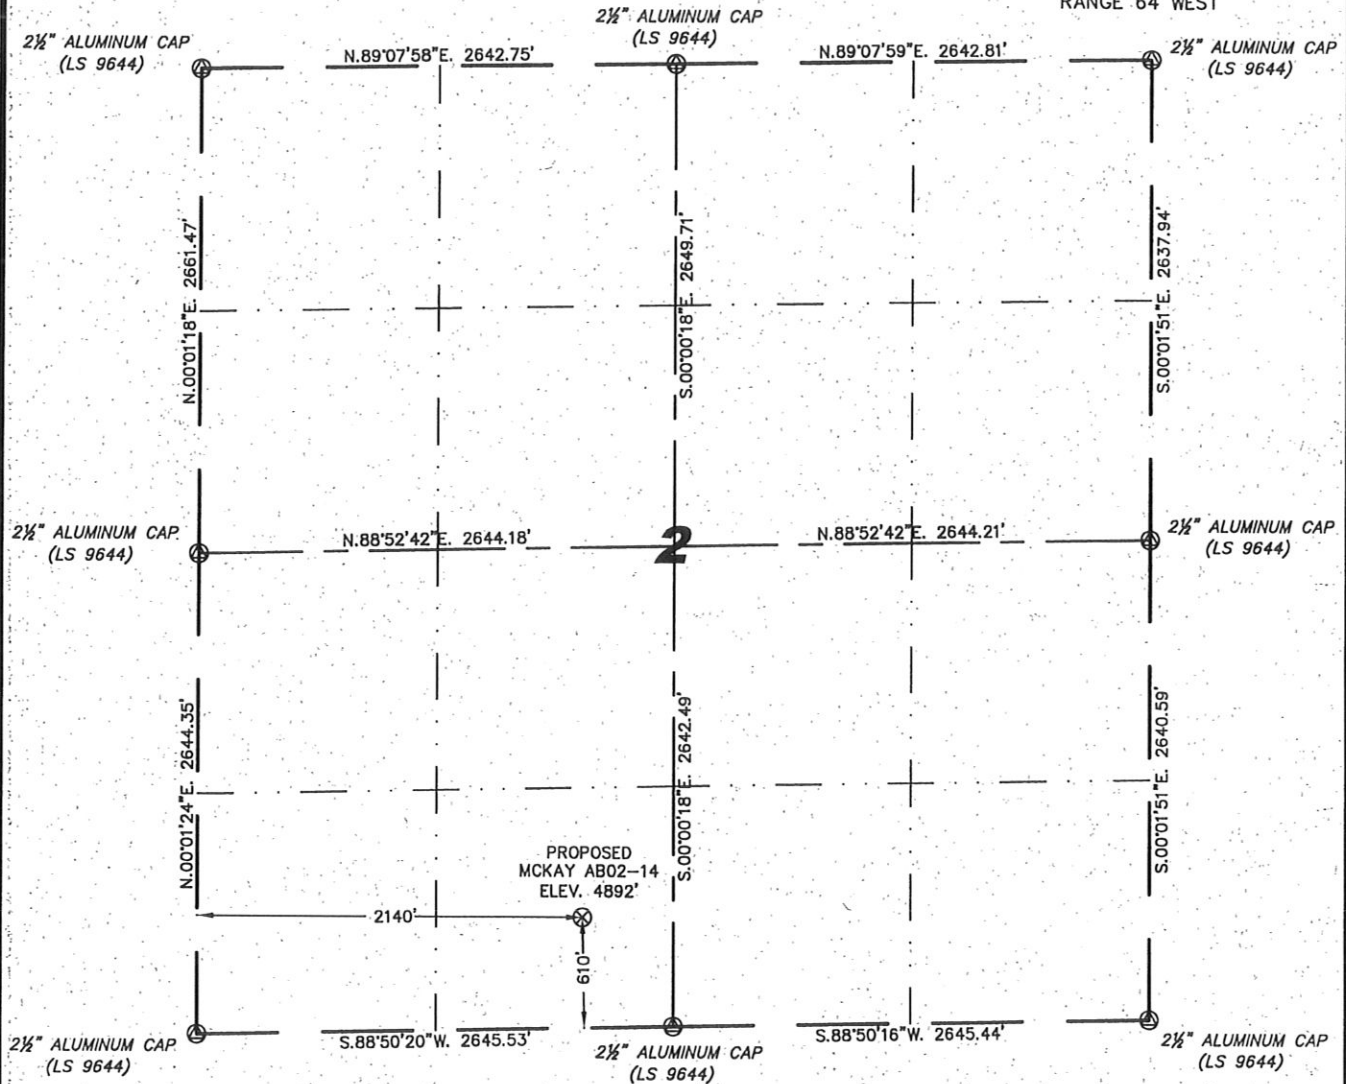 RANGE 64 WEST
2½" ALUMINUM CAP
(LS 9644)
2½" ALUMINUM CAP
(LS 9644)
2½" ALUMINUM CAP
(LS 9644)
N.89°07'58"E. 2642.75'
N.89°07'59"E. 2642.81'
N.00°01'18"E. 2661.47'
S.00°00'18"E. 2649.71'
S.00°01'51"E. 2637.94'
2½" ALUMINUM CAP
(LS 9644)
N.88°52'42"E. 2644.18'
2
N.88°52'42"E. 2644.21'
2½" ALUMINUM CAP
(LS 9644)
N.00°01'24"E. 2644.35'
S.00°00'18"E. 2642.49'
S.00°01'51"E. 2640.59'
PROPOSED
MCKAY AB02-14
ELEV. 4892'
2140'
610'
2½" ALUMINUM CAP
(LS 9644)
S.88°50'20"W. 2645.53'
2½" ALUMINUM CAP
(LS 9644)
S.88°50'16"W. 2645.44'
2½" ALUMINUM CAP
(LS 9644)